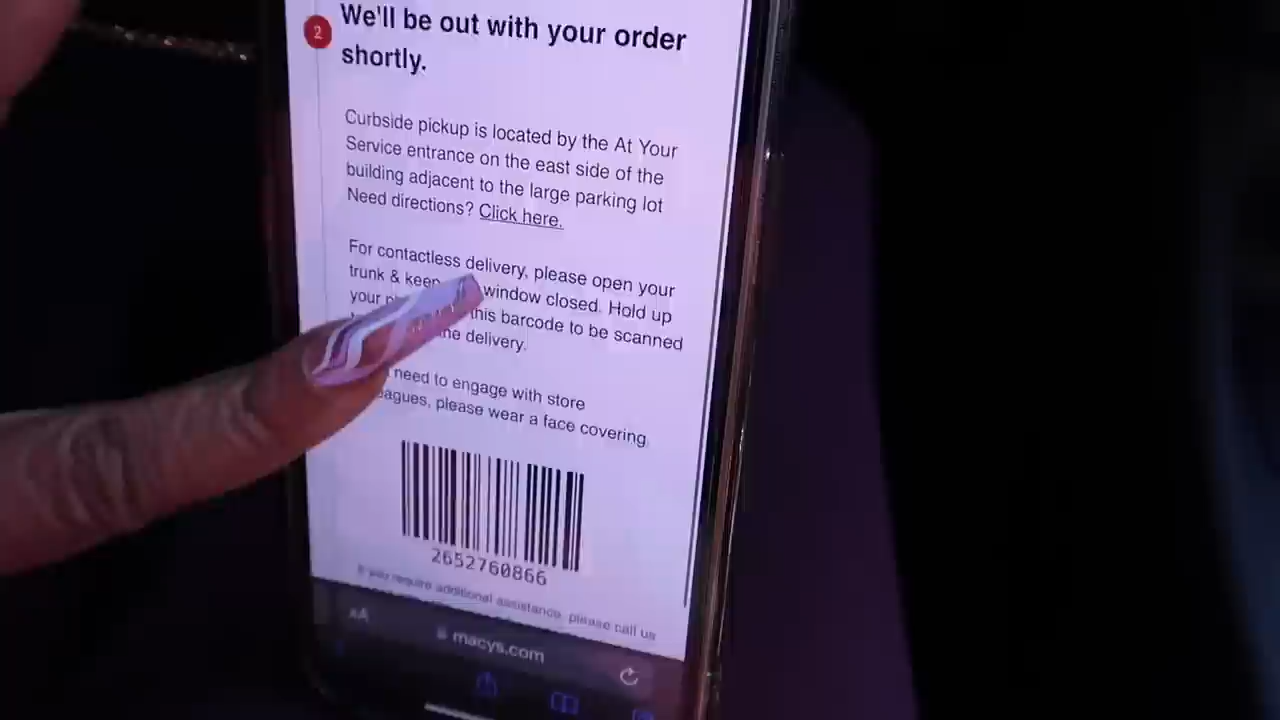 2
We'll be out with your order
shortly.
Curbside pickup is located by the At Your
Service entrance on the east side of the
building adjacent to the large parking lot
Need directions? Click here.
For contactless delivery, please open your
trunk & keep window closed. Hold up
your this barcode to be scanned
delivery.
need to engage with store
please wear a face covering
2652760866
If you require additional assistance, please call us
AA
macys.com